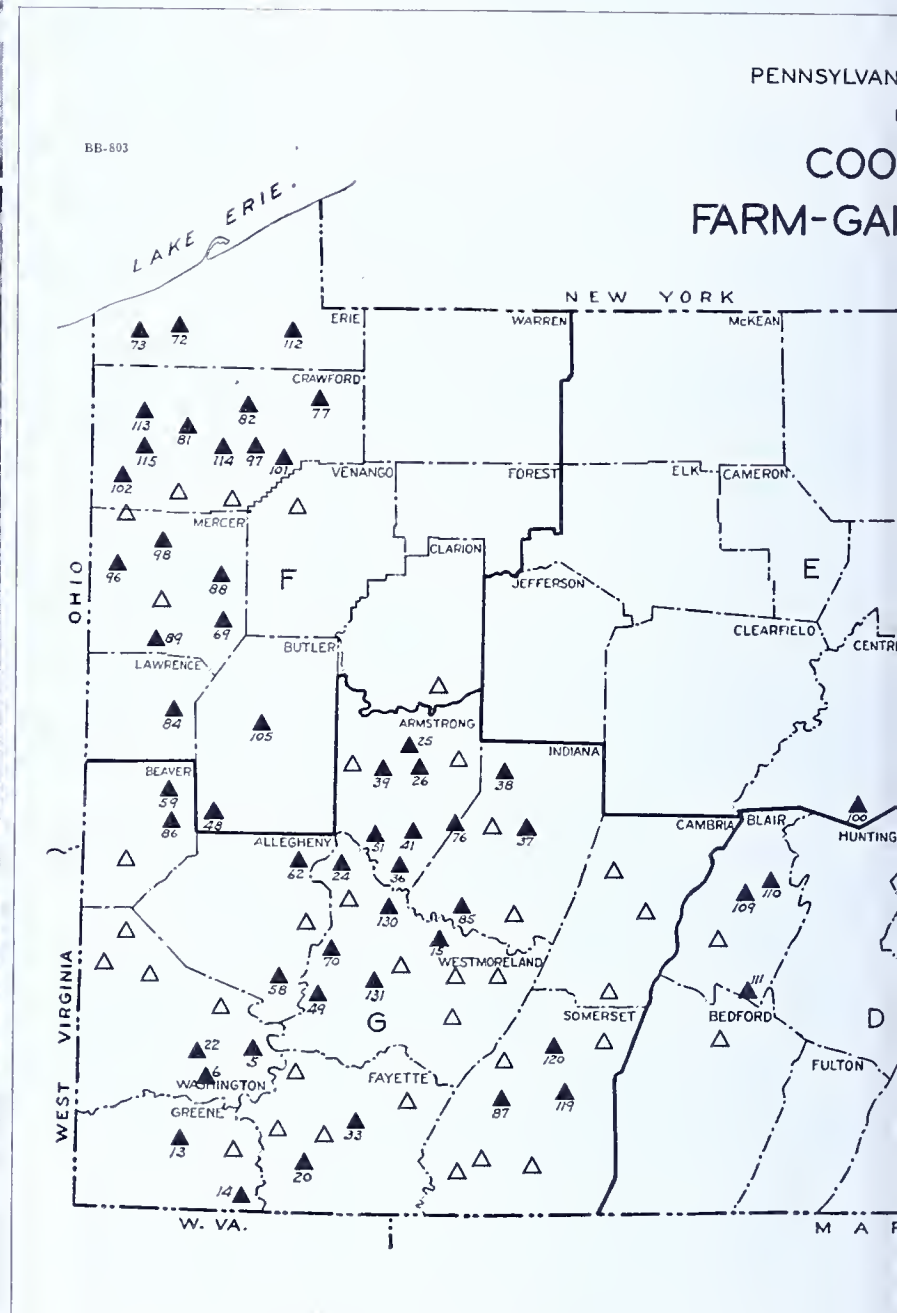 PENNSYLVAN
BB-803
COO
FARM-GAR
LAKE ERIE.
NEW YORK
ERIE
WARREN
McKEAN
73
72
112
CRAWFORD
77
82
113
81
115
114
97
101
102
VENANGO
FOREST
ELK
CAMERON
MERCER
98
CLARION
96
88
F
JEFFERSON
E
OHIO
69
89
BUTLER
CLEARFIELD
CENTR
LAWRENCE
84
105
ARMSTRONG
25
INDIANA
39
26
38
BEAVER
59
86
48
ALLEGHENY
51
41
76
37
CAMBRIA
BLAIR
100
HUNTING
62
24
36
109
110
130
85
15
WESTMORELAND
70
58
49
131
G
111
SOMERSET
BEDFORD
D
WEST VIRGINIA
22
5
6
WASHINGTON
FAYETTE
120
FULTON
GREENE
87
119
13
33
20
14
W. VA.
M A R